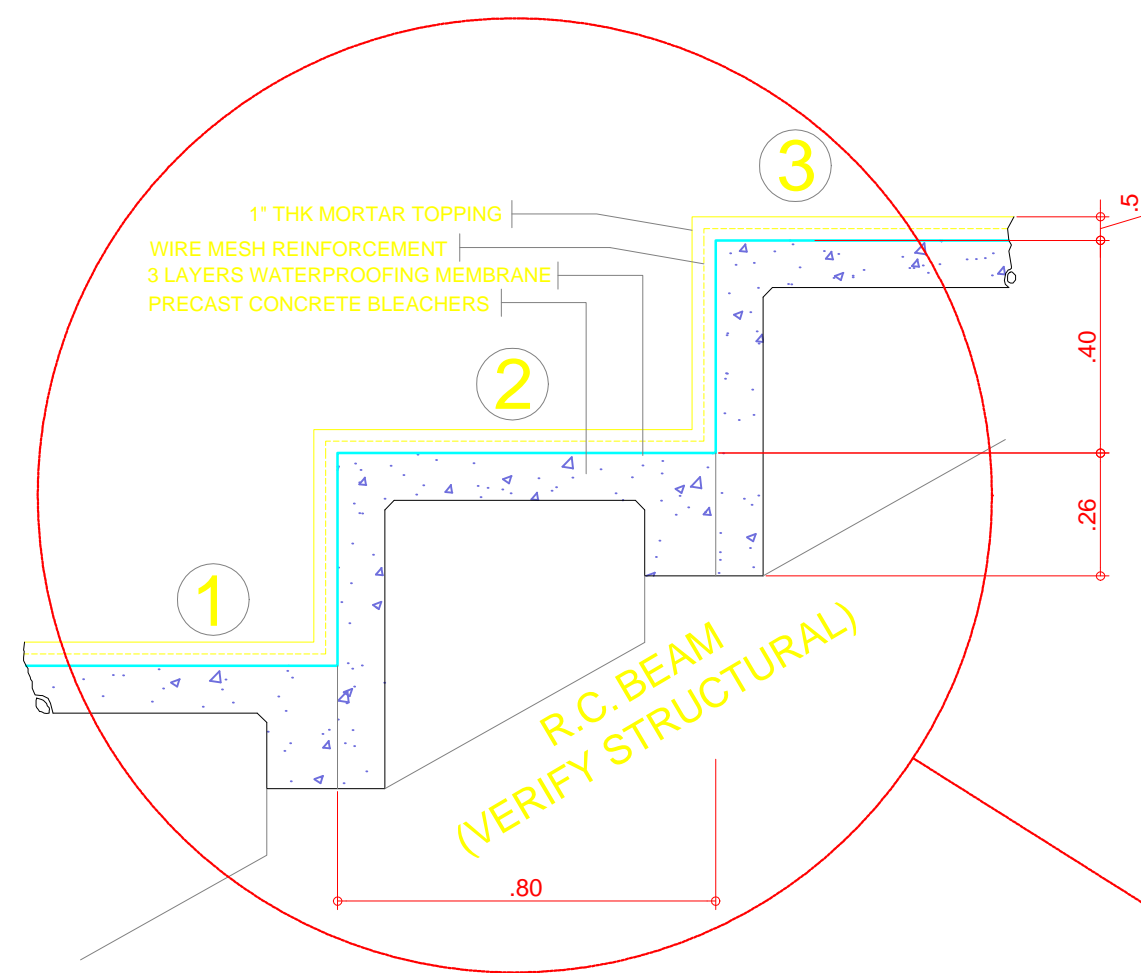 3
1" THK MORTAR TOPPING
WIRE MESH REINFORCEMENT
3 LAYERS WATERPROOFING MEMBRANE
PRECAST CONCRETE BLEACHERS
.5
.40
2
.26
1
R.C. BEAM
(VERIFY STRUCTURAL)
.80